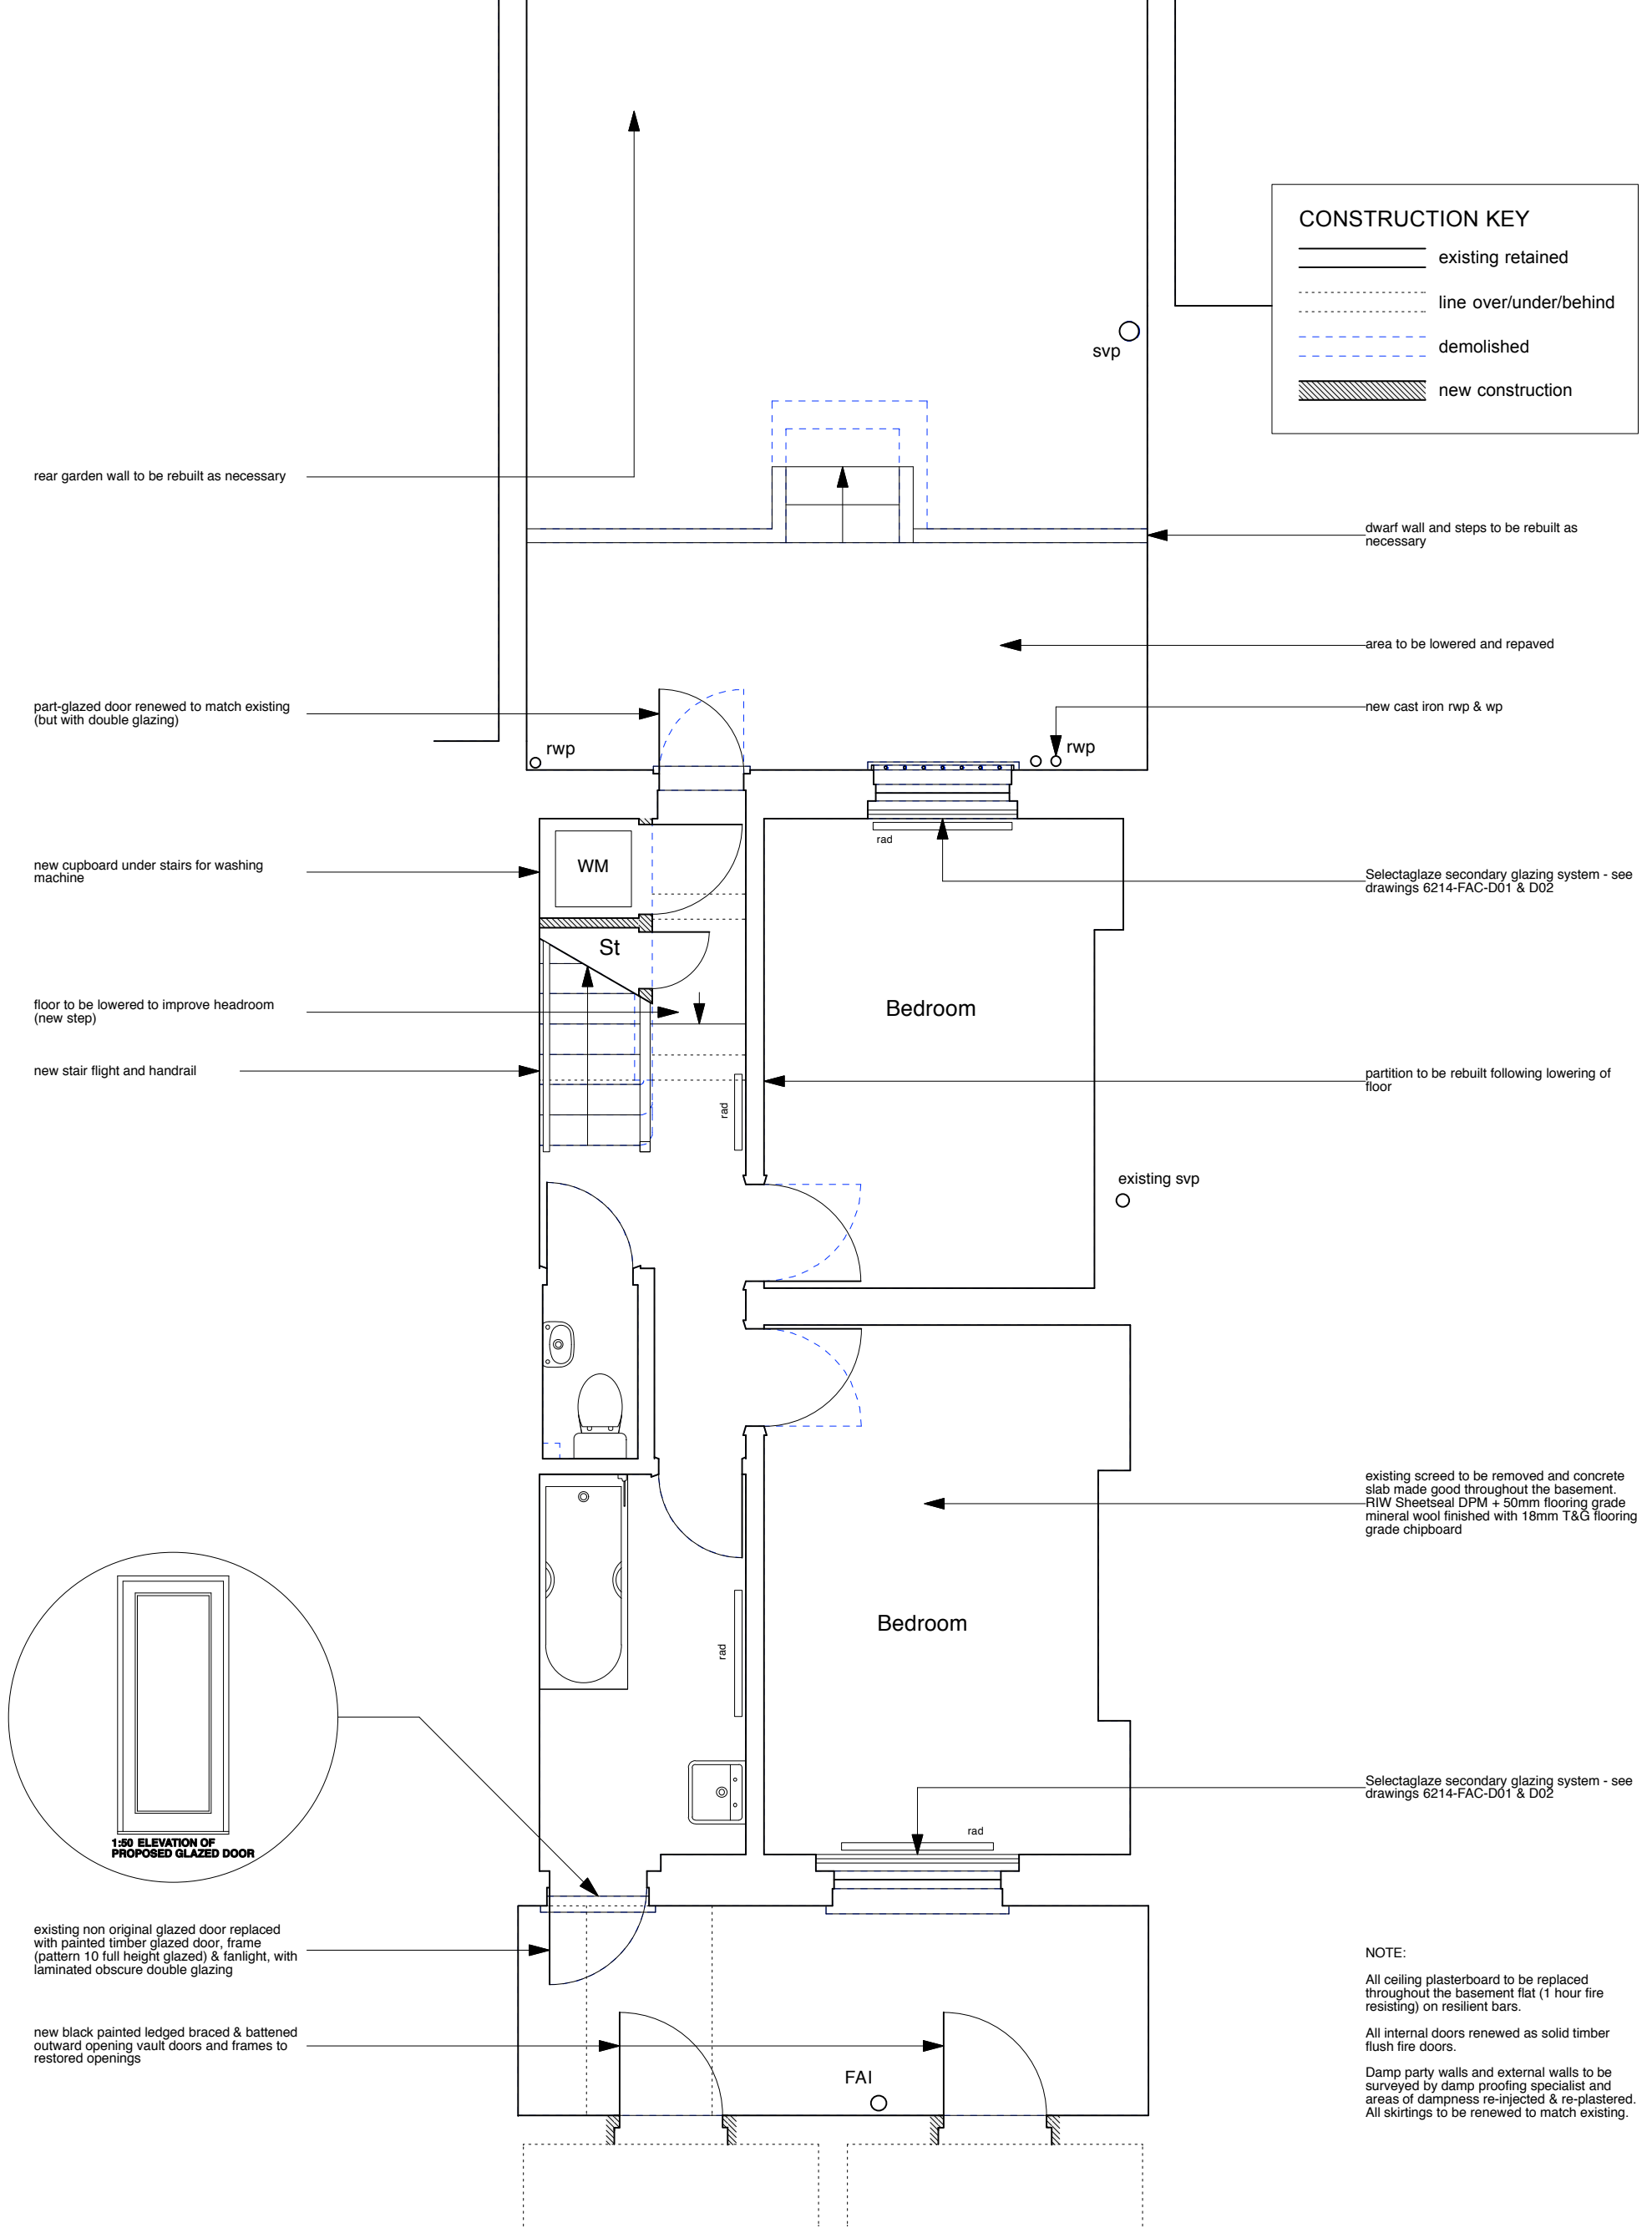 CONSTRUCTION KEY
existing retained
line over/under/behind
demolished
new construction
svp
rear garden wall to be rebuilt as necessary
dwarf wall and steps to be rebuilt as
necessary
area to be lowered and repaved
part-glazed door renewed to match existing
(but with double glazing)
new cast iron rwp & wp
rwp
rwp
rad
new cupboard under stairs for washing
machine
WM
Selectaglaze secondary glazing system - see
drawings 6214-FAC-D01 & D02
St
Bedroom
floor to be lowered to improve headroom
(new step)
new stair flight and handrail
partition to be rebuilt following lowering of
floor
rad
existing svp
existing screed to be removed and concrete
slab made good throughout the basement.
RIW Sheetseal DPM + 50mm flooring grade
mineral wool finished with 18mm T&G flooring
grade chipboard
Bedroom
rad
Selectaglaze secondary glazing system - see
drawings 6214-FAC-D01 & D02
rad
1:50 ELEVATION OF
PROPOSED GLAZED DOOR
existing non original glazed door replaced
with painted timber glazed door, frame
(pattern 10 full height glazed) & fanlight, with
laminated obscure double glazing
new black painted ledged braced & battened
outward opening vault doors and frames to
restored openings
FAI
NOTE:
All ceiling plasterboard to be replaced
throughout the basement flat (1 hour fire
resisting) on resilient bars.
All internal doors renewed as solid timber
flush fire doors.
Damp party walls and external walls to be
surveyed by damp proofing specialist and
areas of dampness re-injected & re-plastered.
All skirtings to be renewed to match existing.